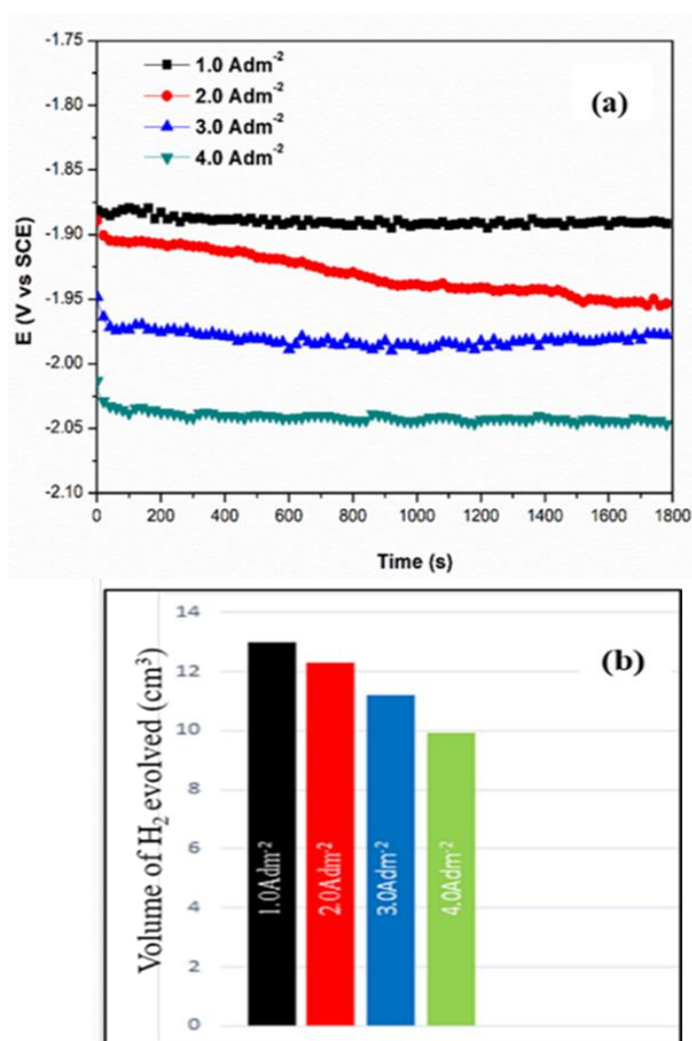 -1.75
-1.80
-1.85
-1.90
-1.95
-2.00
-2.05
-2.10
E (V vs SCE)
1.0 Adm⁻²
2.0 Adm⁻²
3.0 Adm⁻²
4.0 Adm⁻²
(a)
0 200 400 600 800 1000 1200 1400 1600 1800
Time (s)
14
12
10
8
6
4
2
0
Volume of H₂ evolved (cm³)
(b)
1.0Adm⁻²
2.0Adm⁻²
3.0Adm⁻²
4.0Adm⁻²